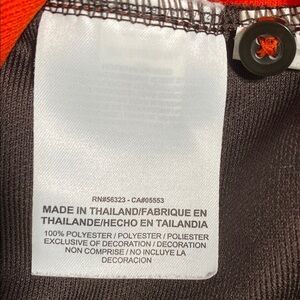 RN#56323 - CA#05553
MADE IN THAILAND/FABRIQUE EN
THAILANDE/HECHO EN TAILANDIA
100% POLYESTER / POLYESTER / POLIESTER
EXCLUSIVE OF DECORATION / DECORATION
NON COMPRISE / NO INCLUYE LA
DECORACION